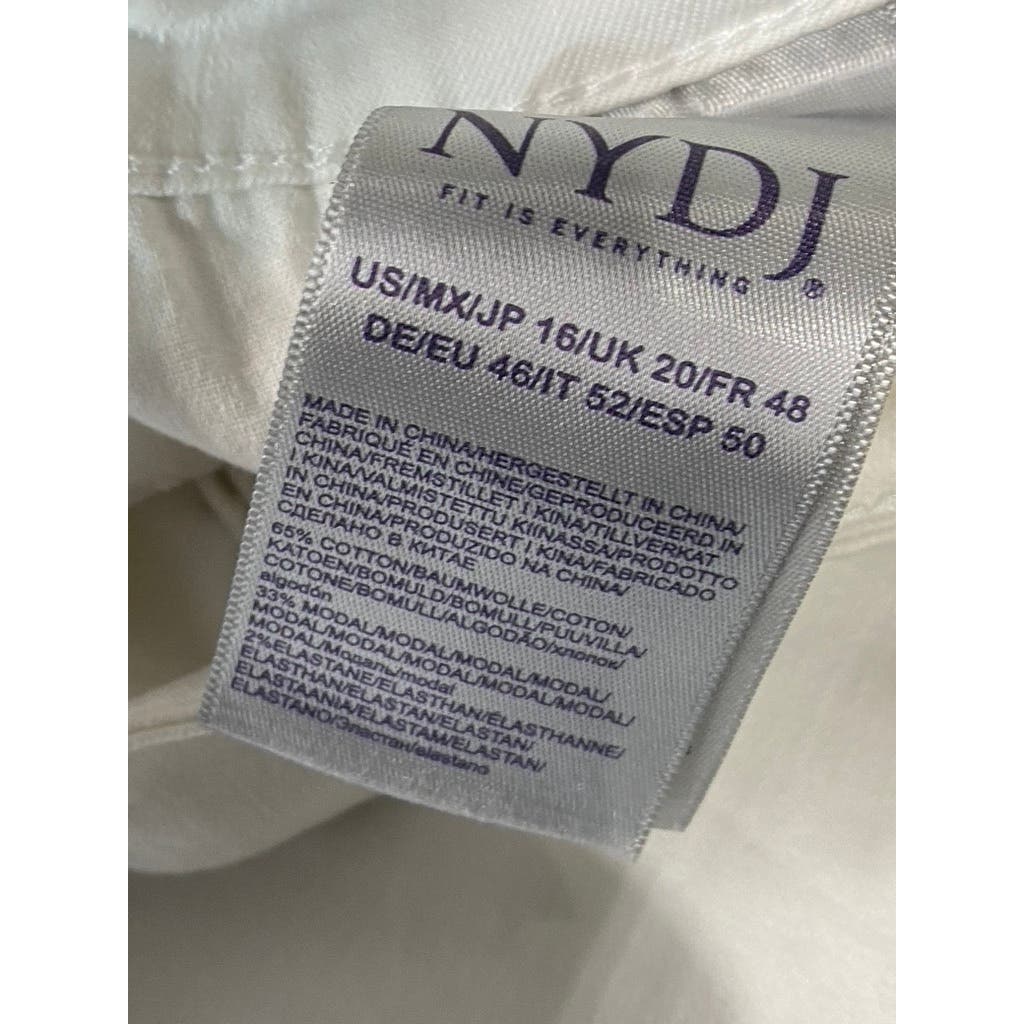 NYDJ®
FIT IS EVERYTHING
US/MX/JP 16/UK 20/FR 48
DE/EU 46/IT 52/ESP 50
MADE IN CHINA/HERGESTELLT IN CHINA/
FABRIQUÉ EN CHINE/GEPRODUCEERD IN
CHINA/FREMSTILLET I KINA/TILLVERKAT
I KINA/VALMISTETTU KIINASSA/PRODOTTO
IN CHINA/PRODUSERT I KINA/FABRICADO
EN CHINA/PRODUZIDO NA CHINA/
СДЕЛАНО В КИТАЕ
65% COTTON/BAUMWOLLE/COTON/
KATOEN/BOMULD/BOMULL/PUUVILLA/
COTONE/BOMULL/ALGODÃO/хлопок/
algodón
33% MODAL/MODAL/MODAL/MODAL/
MODAL/MODAL/MODAL/MODAL/MODAL/
MODAL/Модаль/modal
2%ELASTANE/ELASTHAN/ÉLASTHANNE/
ELASTHAN/ELASTAN/ELASTAN/
ELASTAANIA/ELASTAM/ELASTAN/
ELASTANO/Эластан/elastano